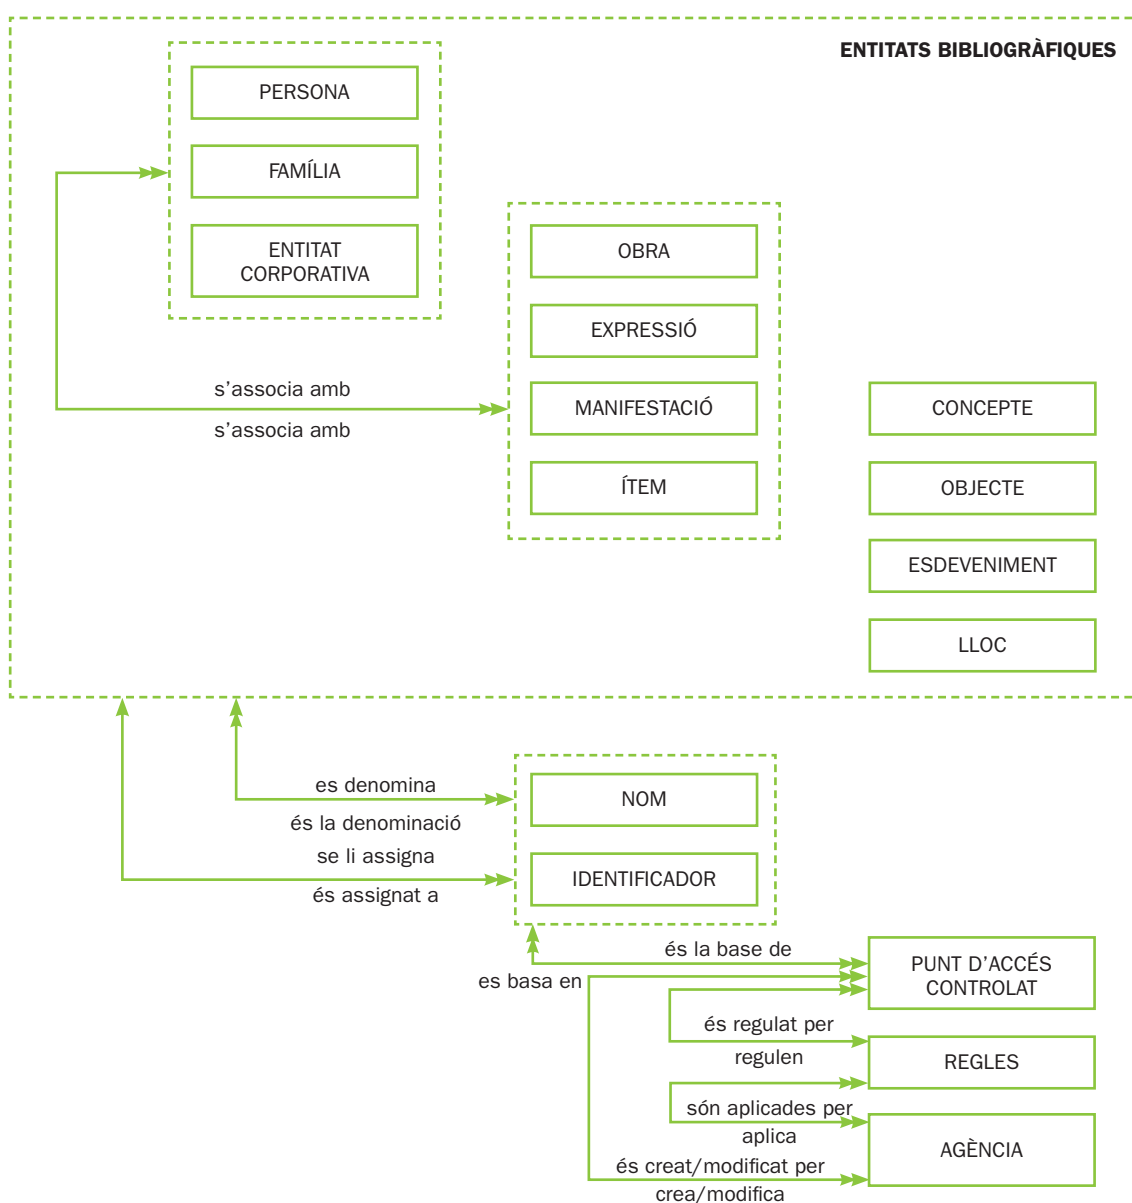 ENTITATS BIBLIOGRÀFIQUES
PERSONA
FAMÍLIA
ENTITAT
CORPORATIVA
OBRA
EXPRESSIÓ
MANIFESTACIÓ
ÍTEM
s’associa amb
s’associa amb
CONCEPTE
OBJECTE
ESDEVENIMENT
LLOC
es denomina
és la denominació
se li assigna
és assignat a
NOM
IDENTIFICADOR
és la base de
es basa en
PUNT D’ACCÉS
CONTROLAT
és regulat per
regulen
REGLES
són aplicades per
aplica
AGÈNCIA
és creat/modificat per
crea/modifica